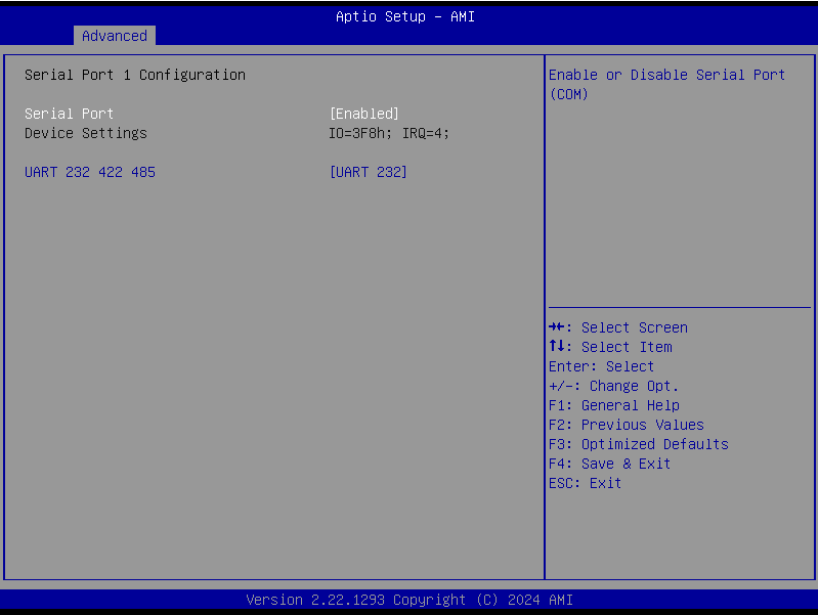 Aptio Setup - AMI
Advanced
Serial Port 1 Configuration
Serial Port [Enabled]
Device Settings IO=3F8h; IRQ=4;
UART 232 422 485 [UART 232]
Enable or Disable Serial Port
(COM)
→←: Select Screen
↑↓: Select Item
Enter: Select
+/-: Change Opt.
F1: General Help
F2: Previous Values
F3: Optimized Defaults
F4: Save & Exit
ESC: Exit
Version 2.22.1293 Copyright (C) 2024 AMI